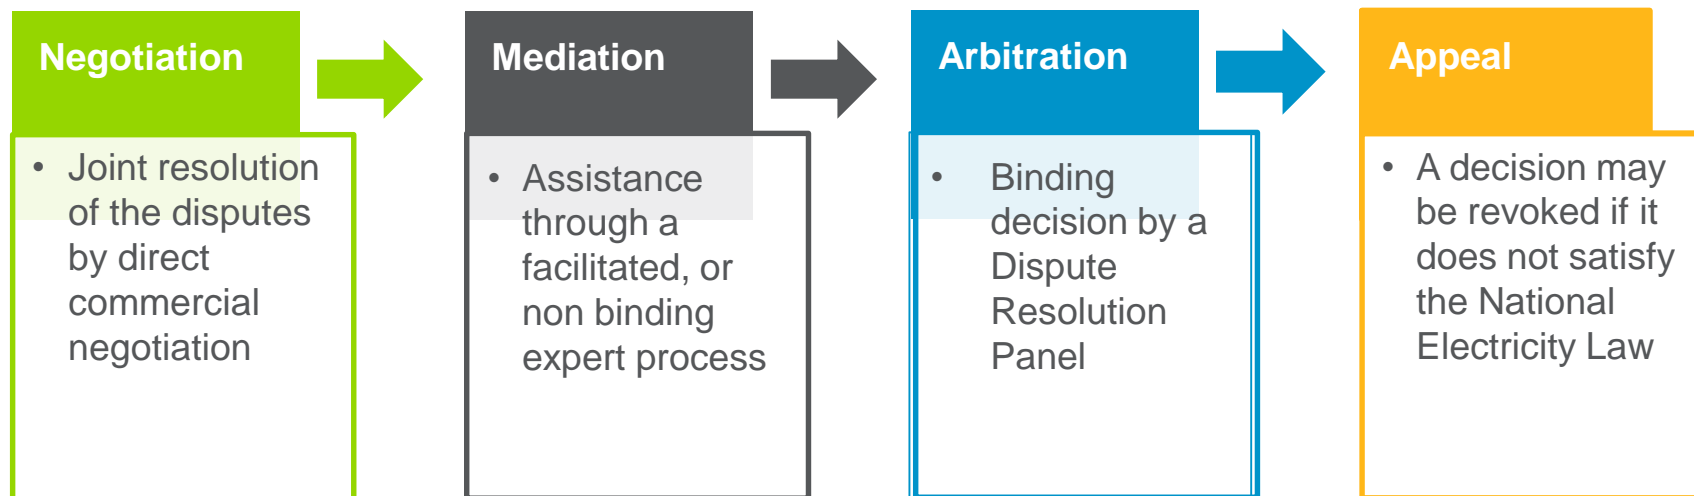 Negotiation
• Joint resolution
of the disputes
by direct
commercial
negotiation
Mediation
• Assistance
through a
facilitated, or
non binding
expert process
Arbitration
• Binding
decision by a
Dispute
Resolution
Panel
Appeal
• A decision may
be revoked if it
does not satisfy
the National
Electricity Law